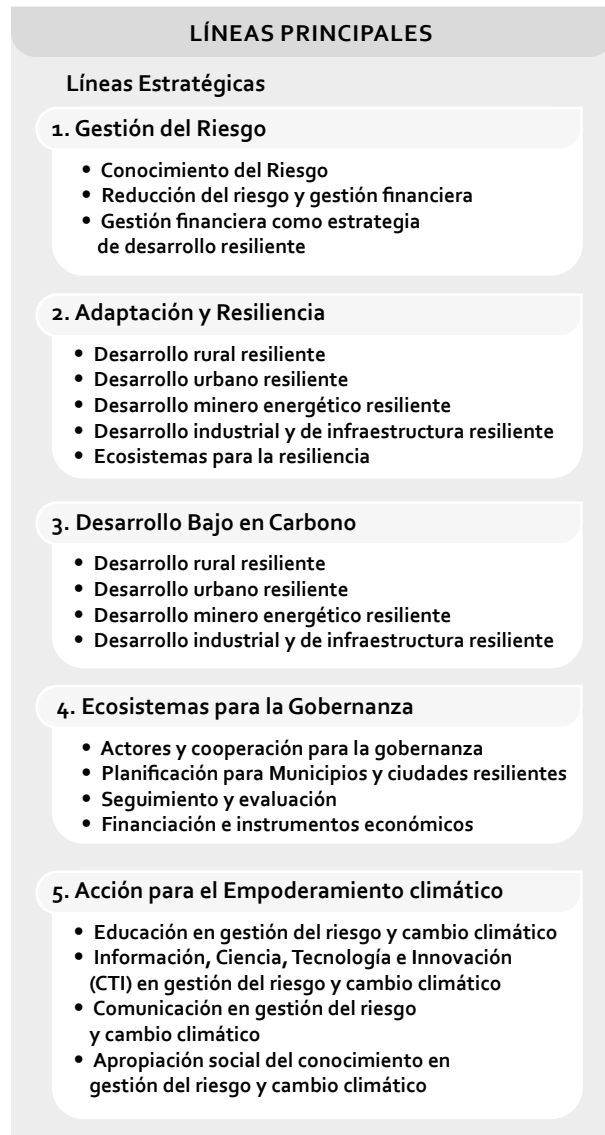 LÍNEAS PRINCIPALES
Líneas Estratégicas
1. Gestión del Riesgo
• Conocimiento del Riesgo
• Reducción del riesgo y gestión financiera
• Gestión financiera como estrategia
de desarrollo resiliente
2. Adaptación y Resiliencia
• Desarrollo rural resiliente
• Desarrollo urbano resiliente
• Desarrollo minero energético resiliente
• Desarrollo industrial y de infraestructura resiliente
• Ecosistemas para la resiliencia
3. Desarrollo Bajo en Carbono
• Desarrollo rural resiliente
• Desarrollo urbano resiliente
• Desarrollo minero energético resiliente
• Desarrollo industrial y de infraestructura resiliente
4. Ecosistemas para la Gobernanza
• Actores y cooperación para la gobernanza
• Planificación para Municipios y ciudades resilientes
• Seguimiento y evaluación
• Financiación e instrumentos económicos
5. Acción para el Empoderamiento climático
• Educación en gestión del riesgo y cambio climático
• Información, Ciencia, Tecnología e Innovación
(CTI) en gestión del riesgo y cambio climático
• Comunicación en gestión del riesgo
y cambio climático
• Apropiación social del conocimiento en
gestión del riesgo y cambio climático